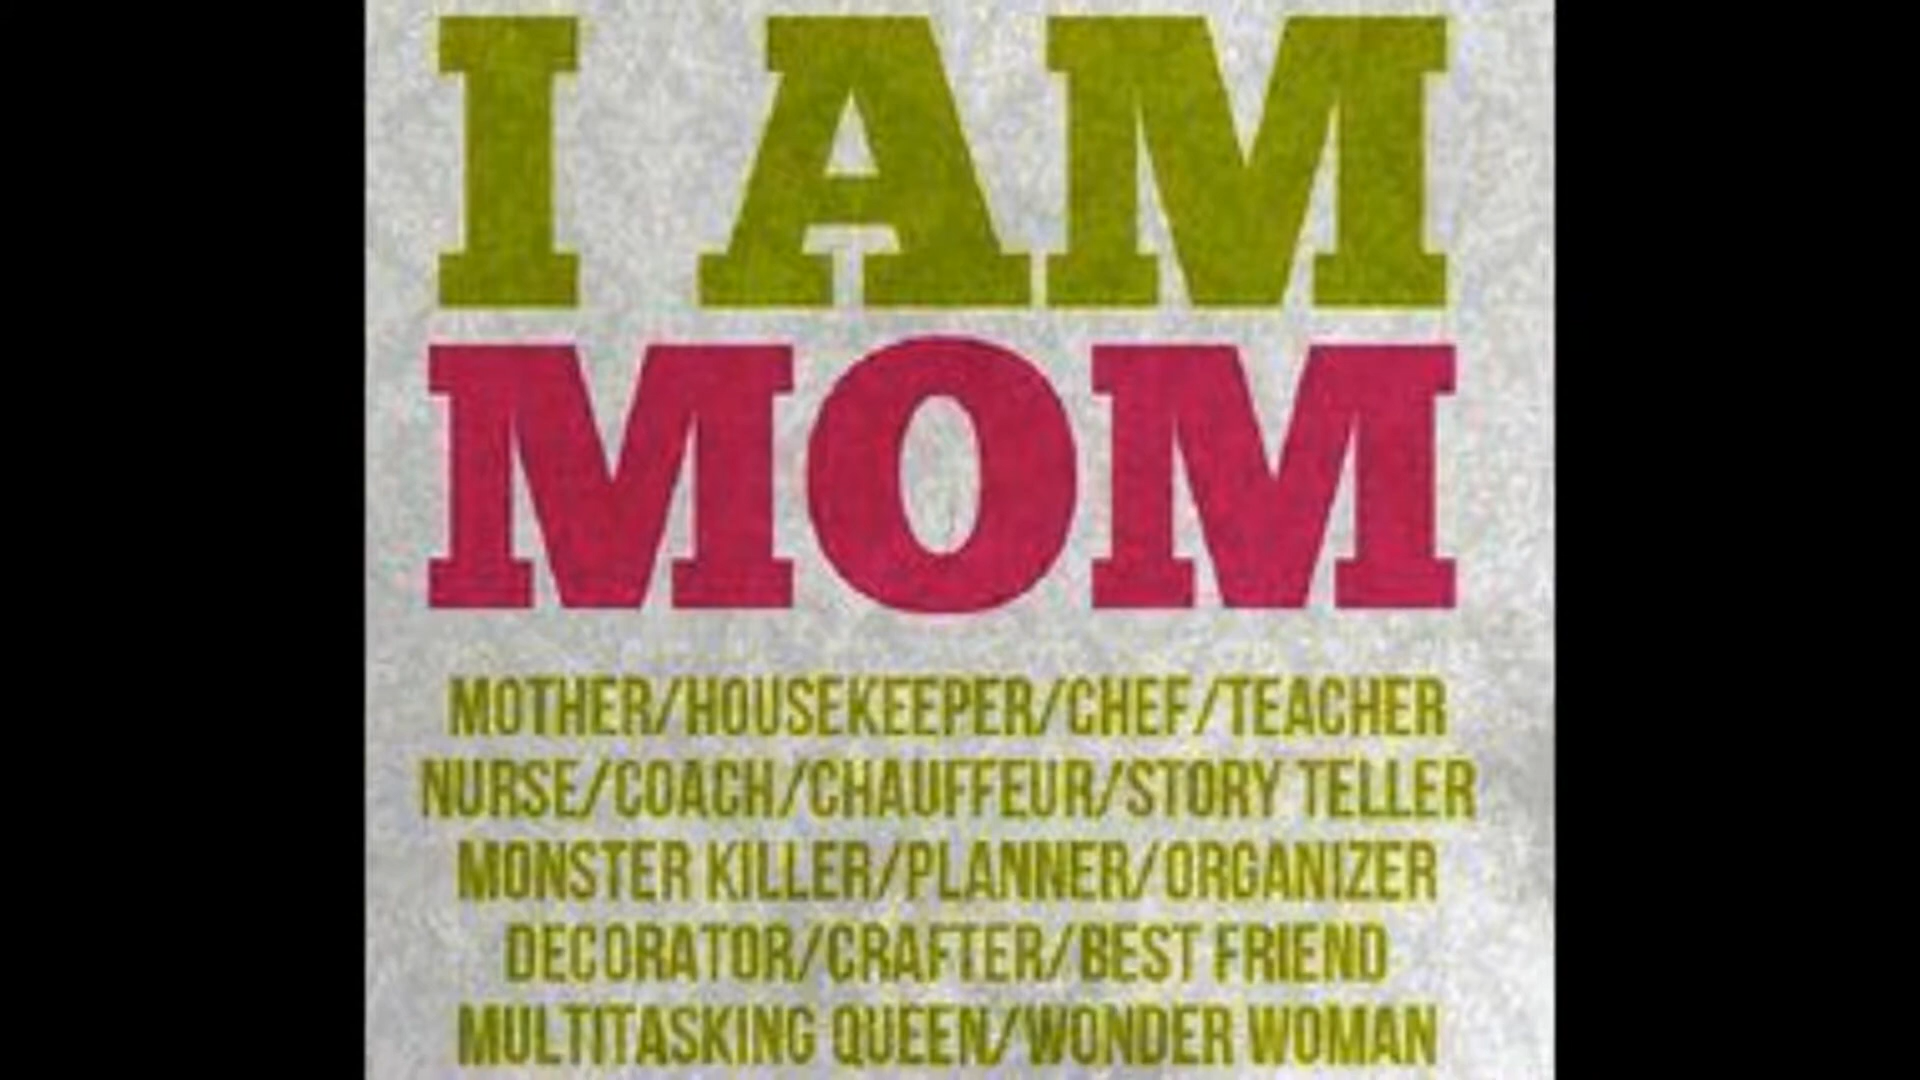 I AM
MOM
MOTHER/HOUSEKEEPER/CHEF/TEACHER
NURSE/COACH/CHAUFFEUR/STORY TELLER
MONSTER KILLER/PLANNER/ORGANIZER
DECORATOR/CRAFTER/BEST FRIEND
MULTITASKING QUEEN/WONDER WOMAN